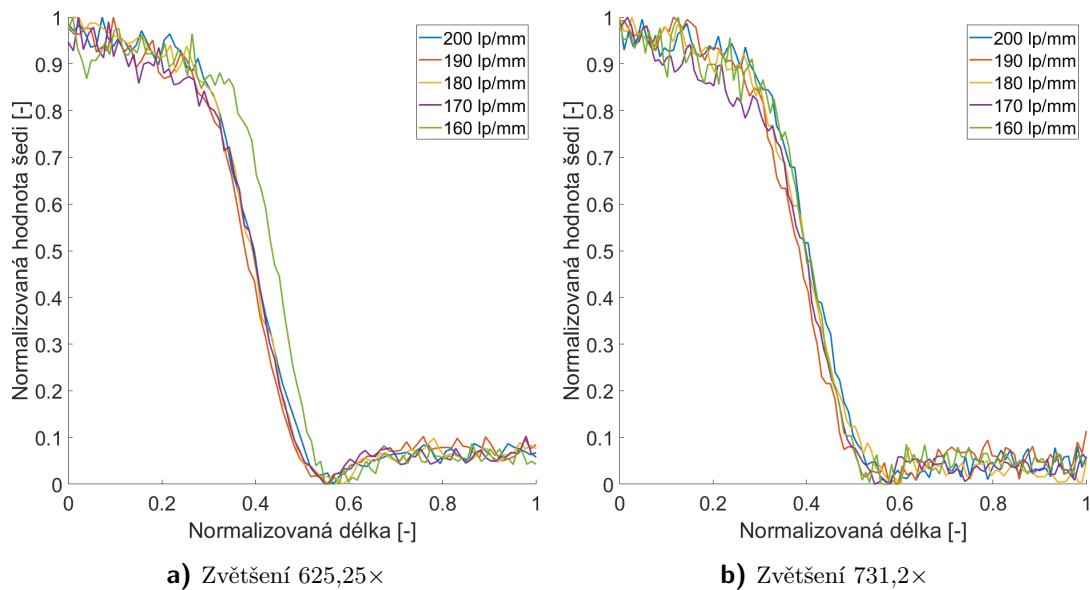 1
0.9
0.8
0.7
0.6
0.5
0.4
0.3
0.2
0.1
0
Normalizovaná hodnota šedi [-]
200 lp/mm
190 lp/mm
180 lp/mm
170 lp/mm
160 lp/mm
0 0.2 0.4 0.6 0.8 1
Normalizovaná délka [-]
a) Zvětšení 625,25×
1
0.9
0.8
0.7
0.6
0.5
0.4
0.3
0.2
0.1
0
Normalizovaná hodnota šedi [-]
200 lp/mm
190 lp/mm
180 lp/mm
170 lp/mm
160 lp/mm
0 0.2 0.4 0.6 0.8 1
Normalizovaná délka [-]
b) Zvětšení 731,2×